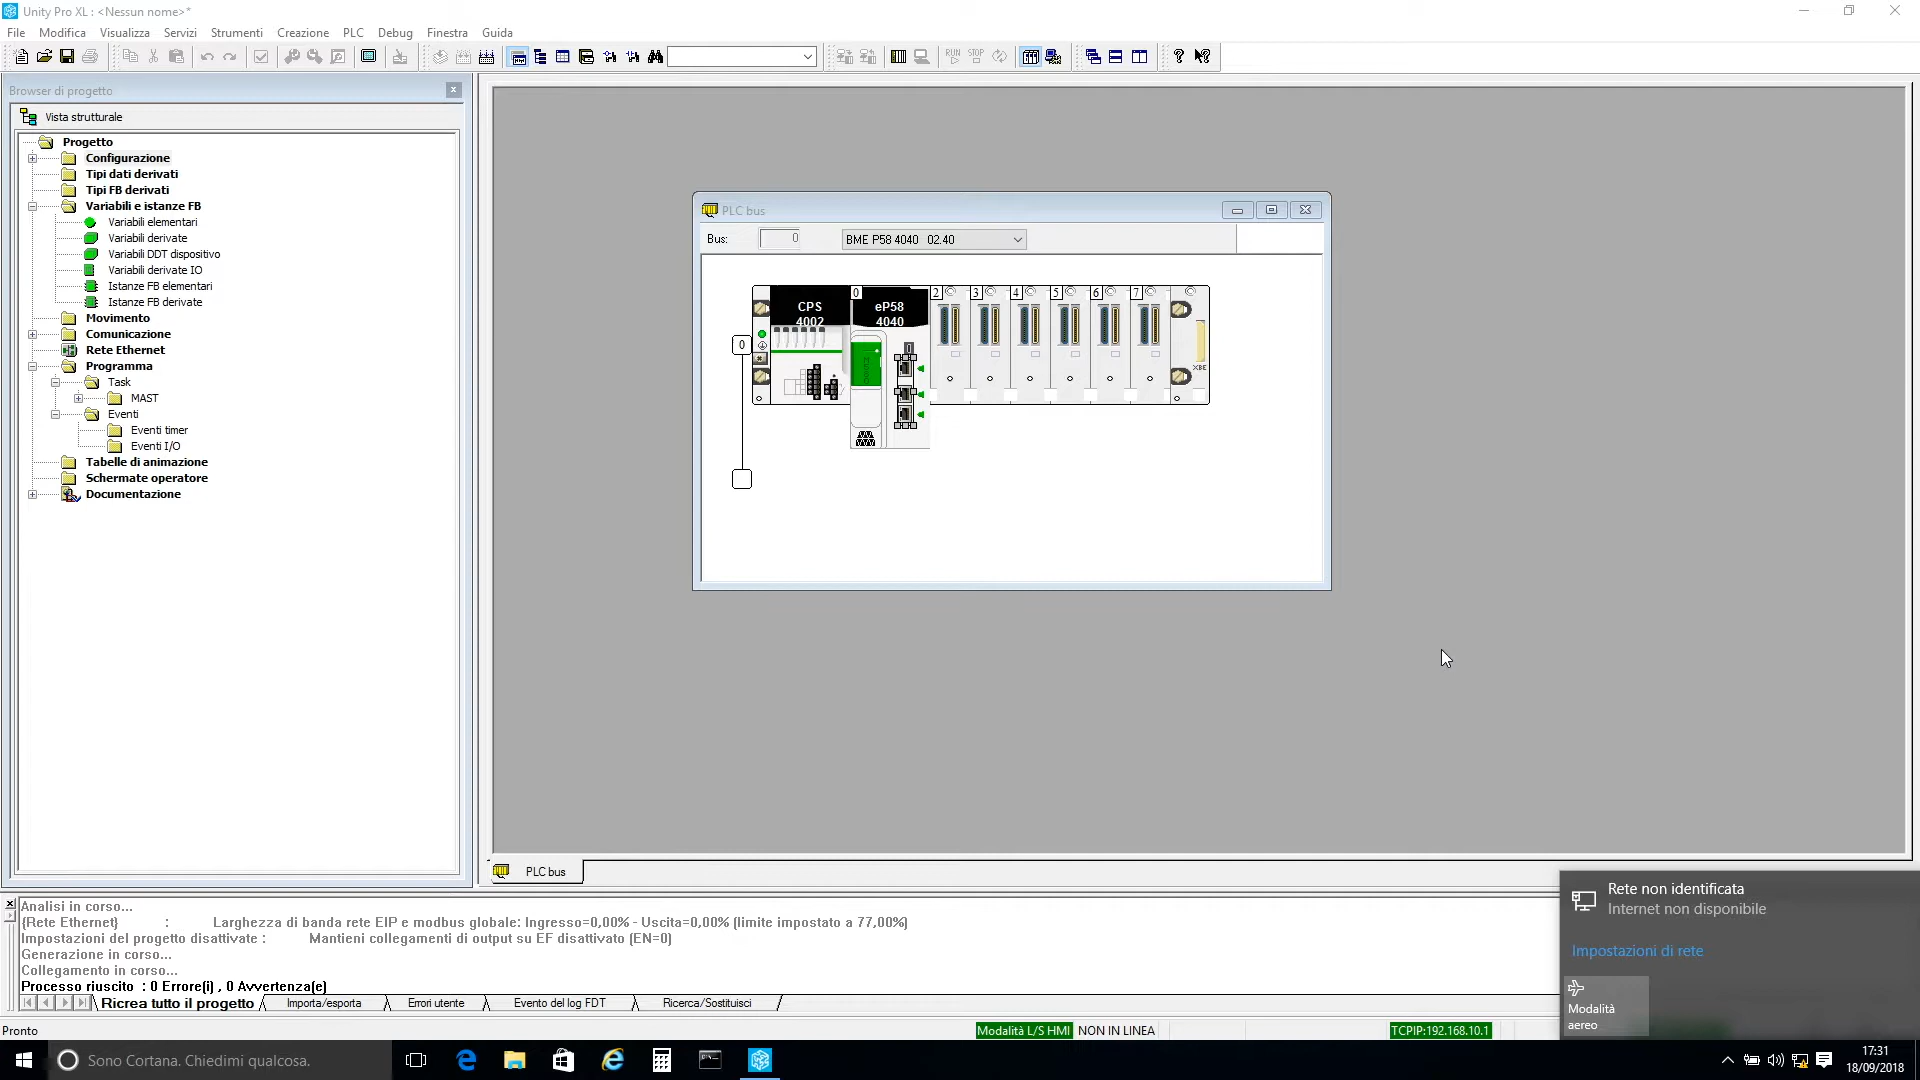 Unity Pro XL : <Nessun nome>*
File Modifica Visualizza Servizi Strumenti Creazione PLC Debug Finestra Guida
RUN STOP
Browser di progetto
Vista strutturale
Progetto
Configurazione
Tipi dati derivati
Tipi FB derivati
Variabili e istanze FB
Variabili elementari
Variabili derivate
Variabili DDT dispositivo
Variabili derivate IO
Istanze FB elementari
Istanze FB derivate
Movimento
Comunicazione
Rete Ethernet
Programma
Task
MAST
Eventi
Eventi timer
Eventi I/O
Tabelle di animazione
Schermate operatore
Documentazione
PLC bus
Bus: 0 BME P58 4040 02.40
CPS 4002
0 eP58 4040
2 3 4 5 6 7
0
XBE
PLC bus
Analisi in corso...
{Rete Ethernet} : Larghezza di banda rete EIP e modbus globale: Ingresso=0,00% - Uscita=0,00% (limite impostato a 77,00%)
Impostazioni del progetto disattivate : Mantieni collegamenti di output su EF disattivato (EN=0)
Generazione in corso...
Collegamento in corso...
Processo riuscito : 0 Errore(i) , 0 Avvertenza(e)
Ricrea tutto il progetto Importa/esporta Errori utente Evento del log FDT Ricerca/Sostituisci
Pronto Modalità L/S HMI NON IN LINEA TCPIP:192.168.10.1
Rete non identificata
Internet non disponibile
Impostazioni di rete
Modalità
aereo
Sono Cortana. Chiedimi qualcosa.
17:31
18/09/2018